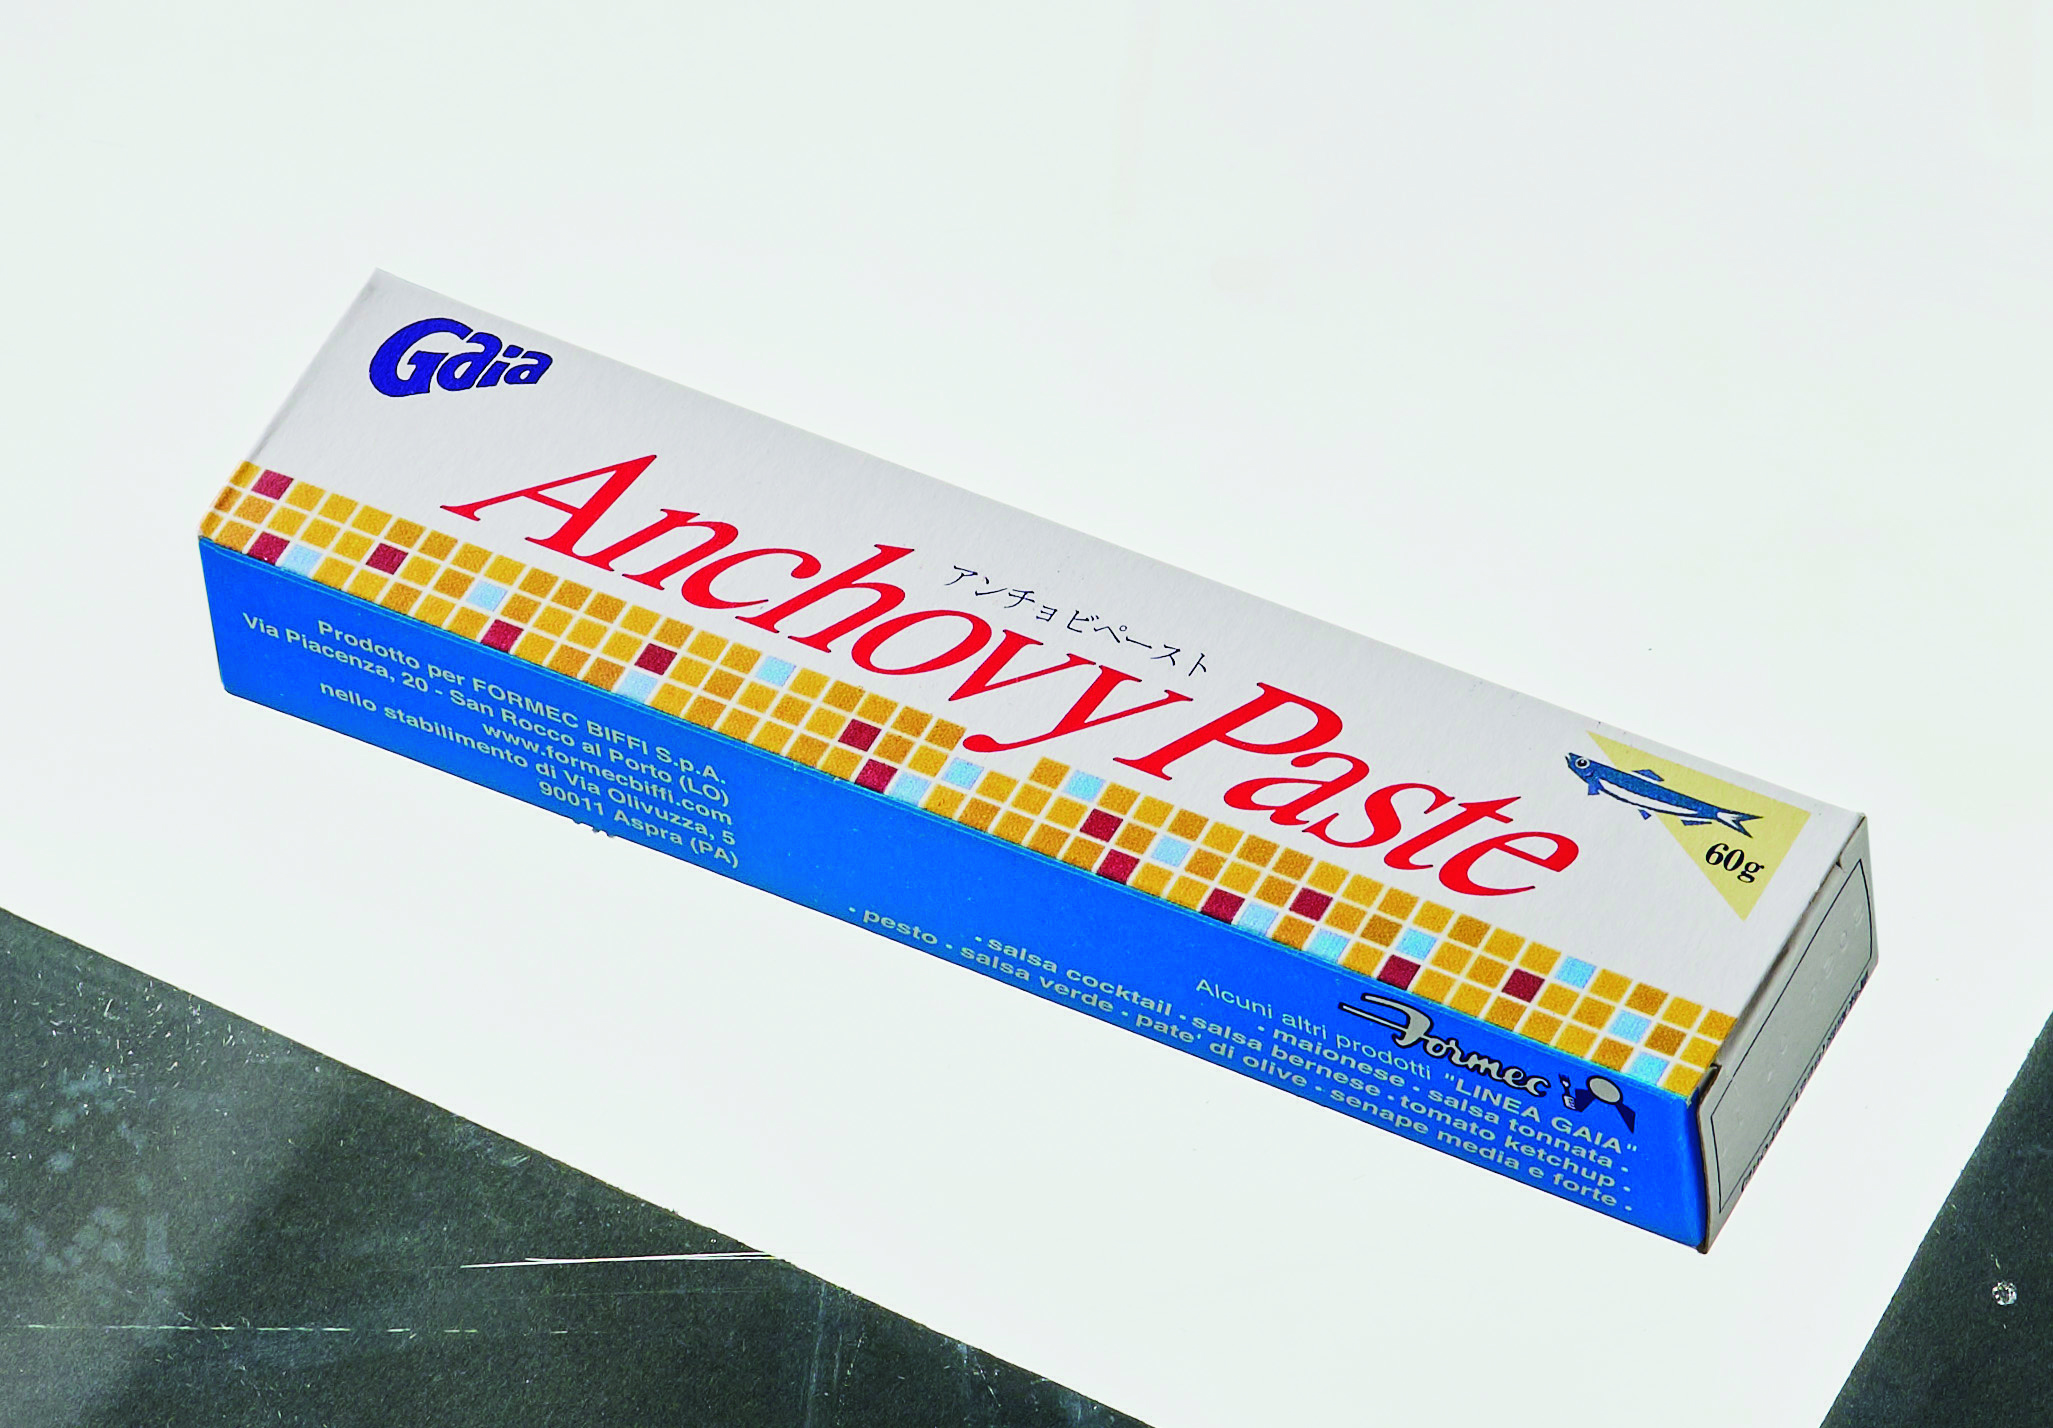 Gaia
アンチョビペースト
Anchovy Paste
60g
Prodotto per FORMEC BIFFI S.p.A.
Via Piacenza, 20 - San Rocco al Porto (LO)
www.formecbiffi.com
nello stabilimento di Via Olivuzza, 5
90011 Aspra (PA)
Formec
Alcuni altri prodotti "LINEA GAIA"
• maionese • salsa tonnata •
• salsa cocktail • salsa bernese • tomato ketchup •
• pesto • salsa verde • pate' di olive • senape media e forte •